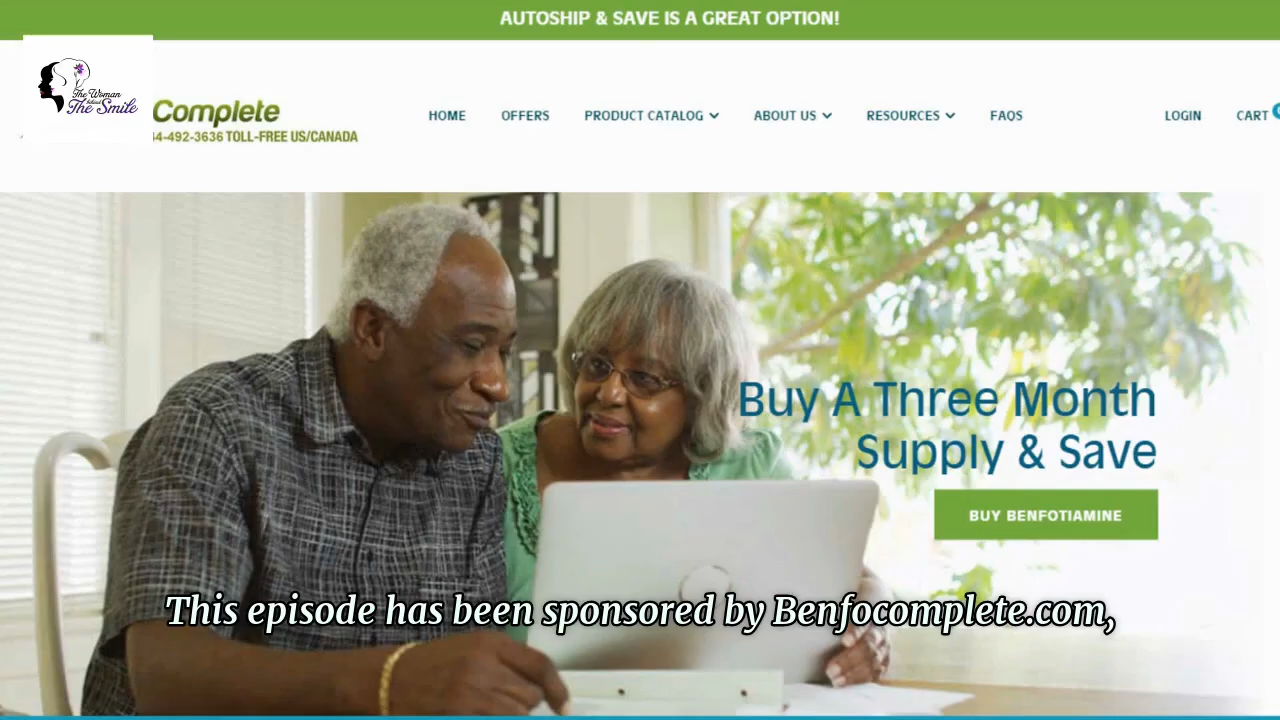 AUTOSHIP & SAVE IS A GREAT OPTION!
The Woman
behind
The Smile
Complete
4-492-3636 TOLL-FREE US/CANADA
HOME OFFERS PRODUCT CATALOG ABOUT US RESOURCES FAQS LOGIN CART
Buy A Three Month
Supply & Save
BUY BENFOTIAMINE
This episode has been sponsored by Benfocomplete.com,